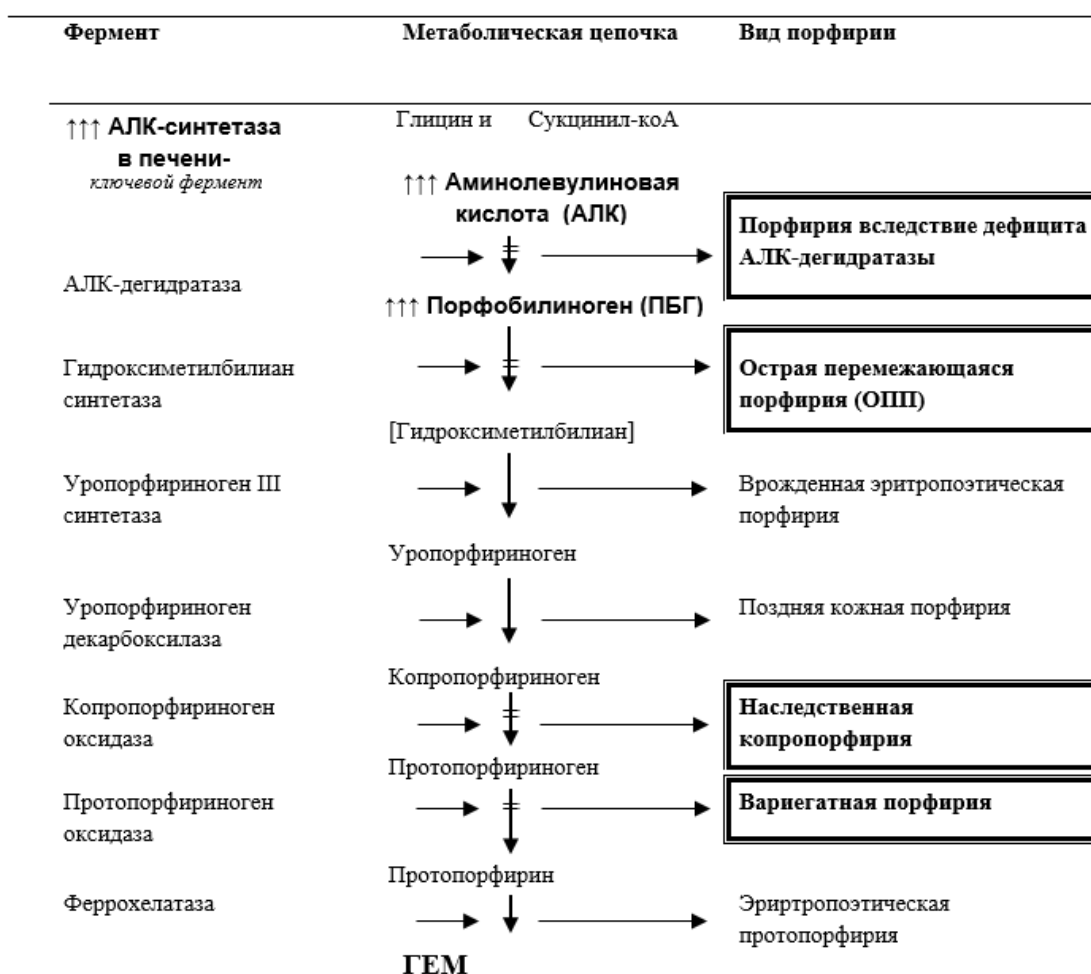 Фермент Метаболическая цепочка Вид порфирии
↑↑↑ АЛК-синтетаза Глицин и Сукцинил-коА
в печени-
ключевой фермент ↑↑↑ Аминолевулиновая
кислота (АЛК)
Порфирия вследствие дефицита
АЛК-дегидратазы
АЛК-дегидратаза
↑↑↑ Порфобилиноген (ПБГ)
Гидроксиметилбилиан Острая перемежающаяся
синтетаза порфирия (ОПП)
[Гидроксиметилбилиан]
Уропорфириноген III Врожденная эритропоэтическая
синтетаза порфирия
Уропорфириноген
Уропорфириноген Поздняя кожная порфирия
декарбоксилаза
Копропорфириноген
Копропорфириноген Наследственная
оксидаза копропорфирия
Протопорфириноген
Протопорфириноген Вариегатная порфирия
оксидаза
Протопорфирин
Феррохелатаза Эриртропоэтическая
протопорфирия
ГЕМ